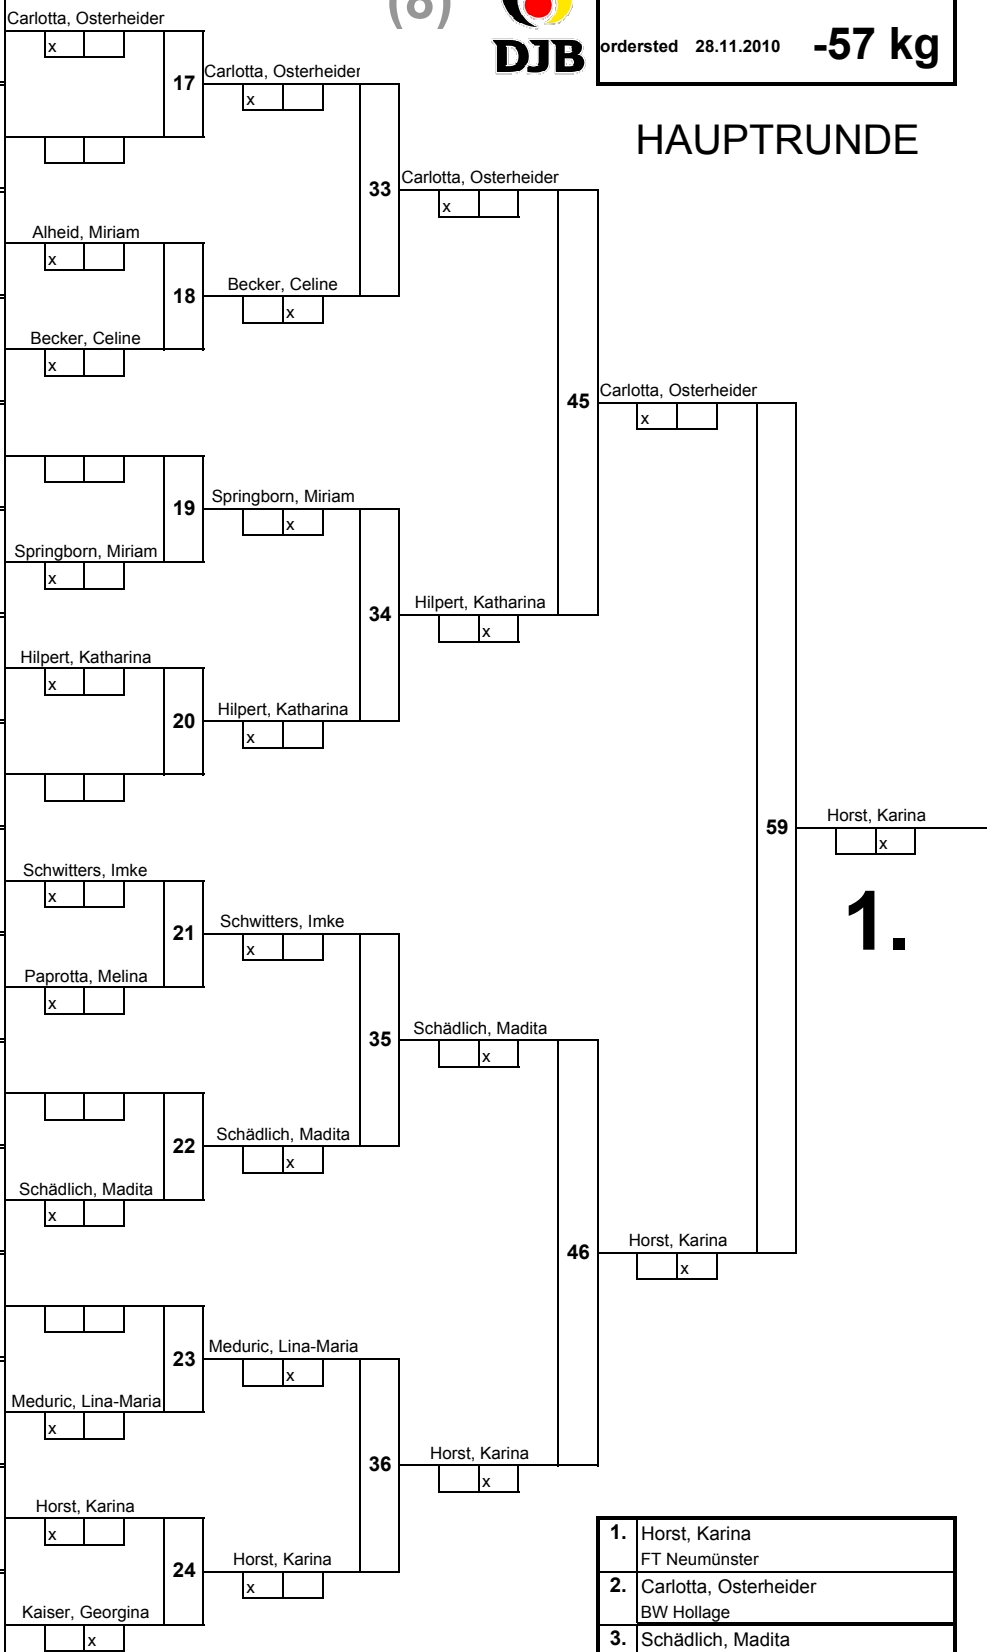 (8)
DJB
ordersted 28.11.2010 -57 kg
HAUPTRUNDE
Carlotta, Osterheider
x
17
Carlotta, Osterheider
x
33
Carlotta, Osterheider
x
Alheid, Miriam
x
18
Becker, Celine
x
Becker, Celine
x
45
Carlotta, Osterheider
x
19
Springborn, Miriam
x
Springborn, Miriam
x
34
Hilpert, Katharina
x
Hilpert, Katharina
x
20
Hilpert, Katharina
x
59
Horst, Karina
x
1.
Schwitters, Imke
x
21
Schwitters, Imke
x
Paprotta, Melina
x
35
Schädlich, Madita
x
22
Schädlich, Madita
x
Schädlich, Madita
x
46
Horst, Karina
x
23
Meduric, Lina-Maria
x
Meduric, Lina-Maria
x
36
Horst, Karina
x
Horst, Karina
x
24
Horst, Karina
x
Kaiser, Georgina
x
1. Horst, Karina
FT Neumünster
2. Carlotta, Osterheider
BW Hollage
3. Schädlich, Madita